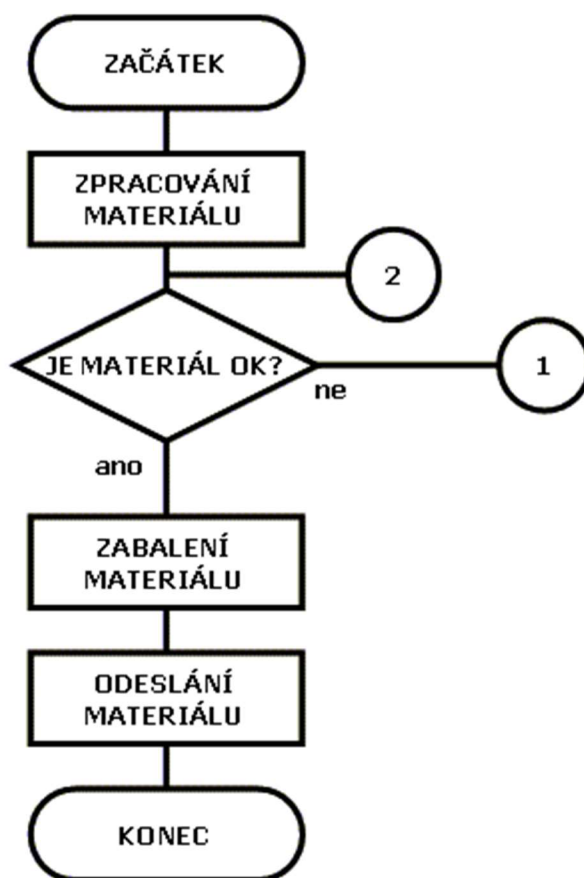 ZAČÁTEK
ZPRACOVÁNÍ
MATERIÁLU
2
JE MATERIÁL OK?
1
ne
ano
ZABALENÍ
MATERIÁLU
ODESLÁNÍ
MATERIÁLU
KONEC